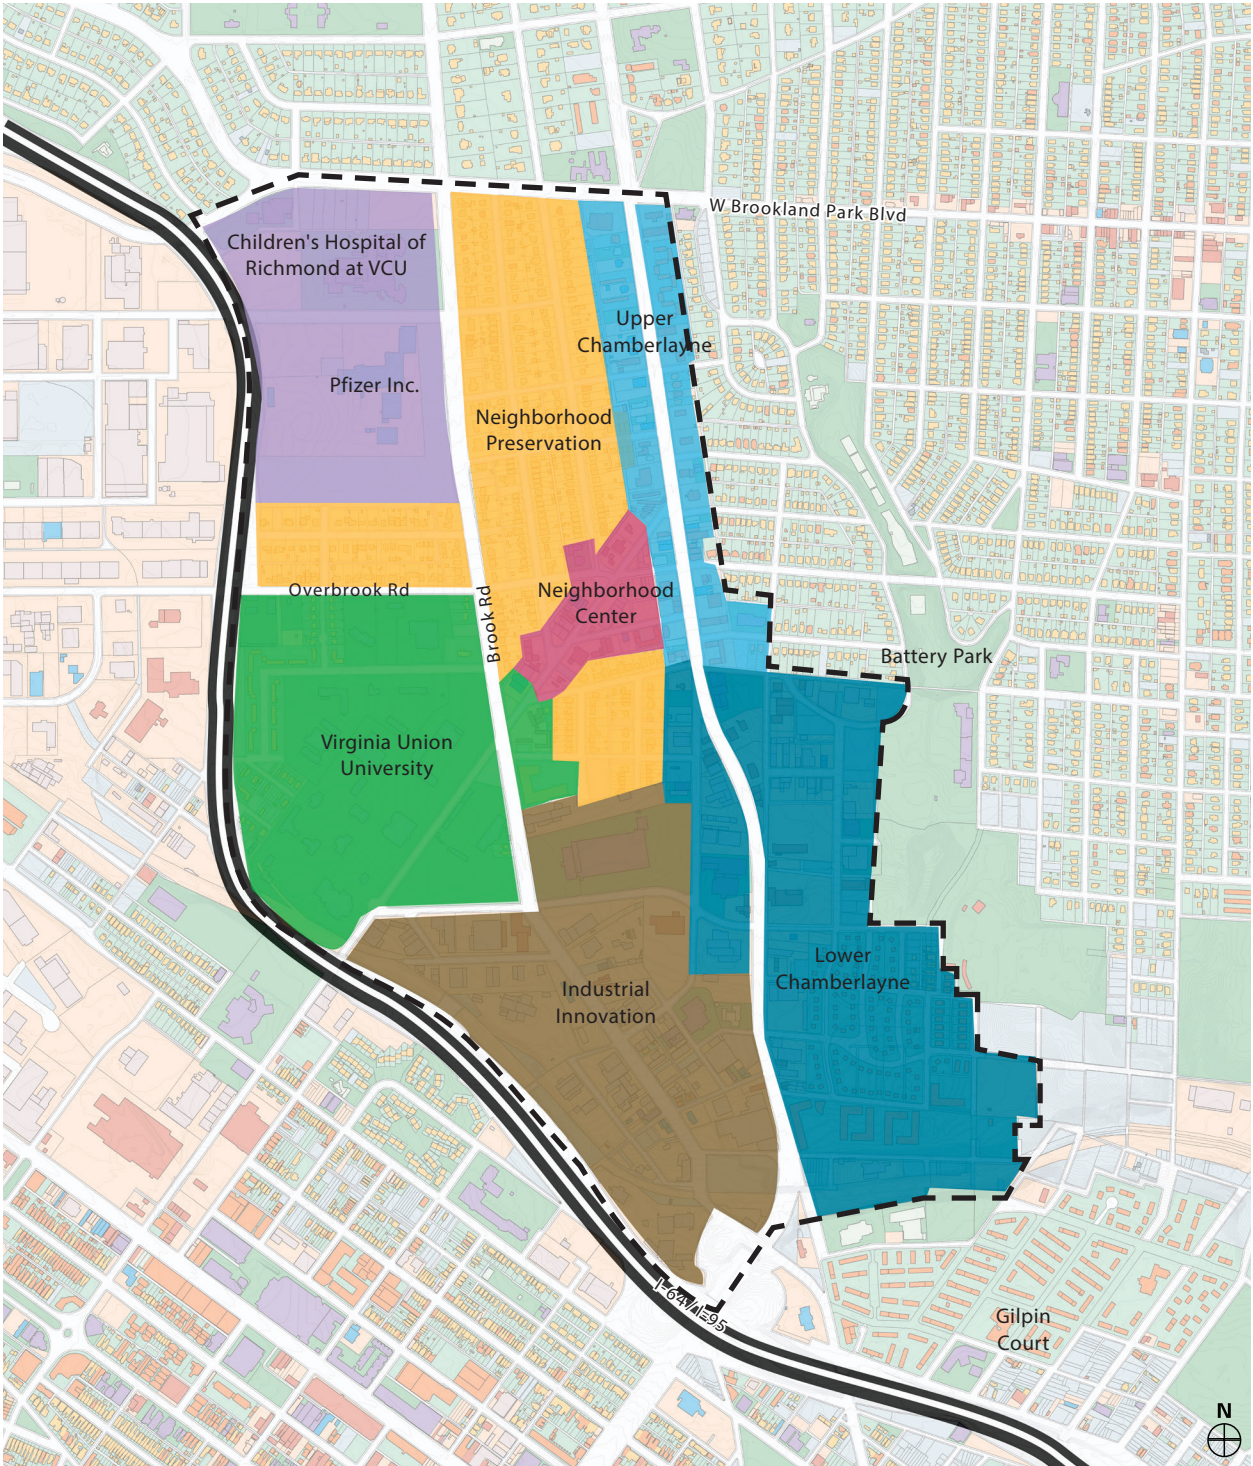 W Brookland Park Blvd
Children's Hospital of
Richmond at VCU
Upper
Chamberlayne
Pfizer Inc.
Neighborhood
Preservation
Overbrook Rd
Brook Rd
Neighborhood
Center
Battery Park
Virginia Union
University
Lower
Chamberlayne
Industrial
Innovation
I-64 / I-95
Gilpin
Court
N